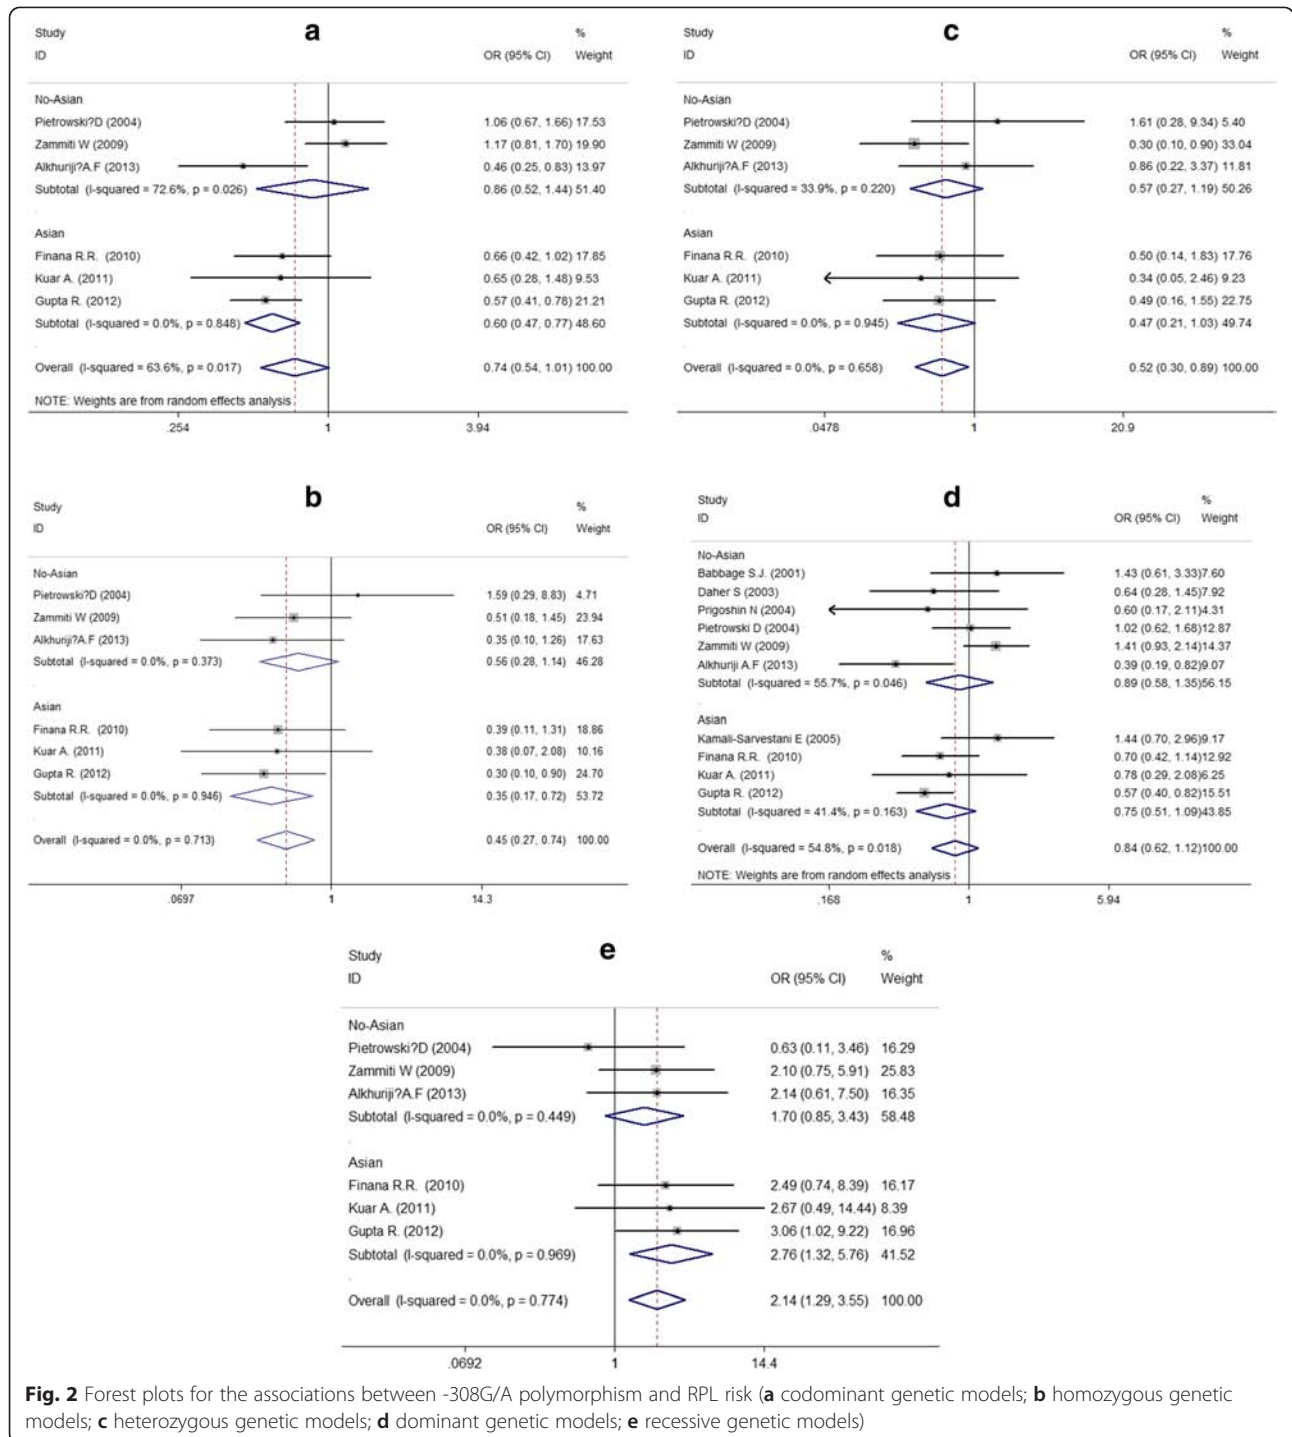 a
Study %
ID OR (95% CI) Weight
No-Asian
Pietrowski?D (2004) 1.06 (0.67, 1.66) 17.53
Zammiti W (2009) 1.17 (0.81, 1.70) 19.90
Alkhuriji?A.F (2013) 0.46 (0.25, 0.83) 13.97
Subtotal (I-squared = 72.6%, p = 0.026) 0.86 (0.52, 1.44) 51.40
.
Asian
Finana R.R. (2010) 0.66 (0.42, 1.02) 17.85
Kuar A. (2011) 0.65 (0.28, 1.48) 9.53
Gupta R. (2012) 0.57 (0.41, 0.78) 21.21
Subtotal (I-squared = 0.0%, p = 0.848) 0.60 (0.47, 0.77) 48.60
.
Overall (I-squared = 63.6%, p = 0.017) 0.74 (0.54, 1.01) 100.00
NOTE: Weights are from random effects analysis
.254 1 3.94
c
Study %
ID OR (95% CI) Weight
No-Asian
Pietrowski?D (2004) 1.61 (0.28, 9.34) 5.40
Zammiti W (2009) 0.30 (0.10, 0.90) 33.04
Alkhuriji?A.F (2013) 0.86 (0.22, 3.37) 11.81
Subtotal (I-squared = 33.9%, p = 0.220) 0.57 (0.27, 1.19) 50.26
.
Asian
Finana R.R. (2010) 0.50 (0.14, 1.83) 17.76
Kuar A. (2011) 0.34 (0.05, 2.46) 9.23
Gupta R. (2012) 0.49 (0.16, 1.55) 22.75
Subtotal (I-squared = 0.0%, p = 0.945) 0.47 (0.21, 1.03) 49.74
.
Overall (I-squared = 0.0%, p = 0.658) 0.52 (0.30, 0.89) 100.00
.0478 1 20.9
b
Study %
ID OR (95% CI) Weight
No-Asian
Pietrowski?D (2004) 1.59 (0.29, 8.83) 4.71
Zammiti W (2009) 0.51 (0.18, 1.45) 23.94
Alkhuriji?A.F (2013) 0.35 (0.10, 1.26) 17.63
Subtotal (I-squared = 0.0%, p = 0.373) 0.56 (0.28, 1.14) 46.28
.
Asian
Finana R.R. (2010) 0.39 (0.11, 1.31) 18.86
Kuar A. (2011) 0.38 (0.07, 2.08) 10.16
Gupta R. (2012) 0.30 (0.10, 0.90) 24.70
Subtotal (I-squared = 0.0%, p = 0.946) 0.35 (0.17, 0.72) 53.72
.
Overall (I-squared = 0.0%, p = 0.713) 0.45 (0.27, 0.74) 100.00
.0697 1 14.3
d
Study %
ID OR (95% CI) Weight
No-Asian
Babbage S.J. (2001) 1.43 (0.61, 3.33)7.60
Daher S (2003) 0.64 (0.28, 1.45)7.92
Prigoshin N (2004) 0.60 (0.17, 2.11)4.31
Pietrowski D (2004) 1.02 (0.62, 1.68)12.87
Zammiti W (2009) 1.41 (0.93, 2.14)14.37
Alkhuriji A.F (2013) 0.39 (0.19, 0.82)9.07
Subtotal (I-squared = 55.7%, p = 0.046) 0.89 (0.58, 1.35)56.15
.
Asian
Kamali-Sarvestani E (2005) 1.44 (0.70, 2.96)9.17
Finana R.R. (2010) 0.70 (0.42, 1.14)12.92
Kuar A. (2011) 0.78 (0.29, 2.08)6.25
Gupta R. (2012) 0.57 (0.40, 0.82)15.51
Subtotal (I-squared = 41.4%, p = 0.163) 0.75 (0.51, 1.09)43.85
.
Overall (I-squared = 54.8%, p = 0.018) 0.84 (0.62, 1.12)100.00
NOTE: Weights are from random effects analysis
.168 1 5.94
e
Study %
ID OR (95% CI) Weight
No-Asian
Pietrowski?D (2004) 0.63 (0.11, 3.46) 16.29
Zammiti W (2009) 2.10 (0.75, 5.91) 25.83
Alkhuriji?A.F (2013) 2.14 (0.61, 7.50) 16.35
Subtotal (I-squared = 0.0%, p = 0.449) 1.70 (0.85, 3.43) 58.48
.
Asian
Finana R.R. (2010) 2.49 (0.74, 8.39) 16.17
Kuar A. (2011) 2.67 (0.49, 14.44) 8.39
Gupta R. (2012) 3.06 (1.02, 9.22) 16.96
Subtotal (I-squared = 0.0%, p = 0.969) 2.76 (1.32, 5.76) 41.52
.
Overall (I-squared = 0.0%, p = 0.774) 2.14 (1.29, 3.55) 100.00
.0692 1 14.4
Fig. 2 Forest plots for the associations between -308G/A polymorphism and RPL risk (a codominant genetic models; b homozygous genetic
models; c heterozygous genetic models; d dominant genetic models; e recessive genetic models)